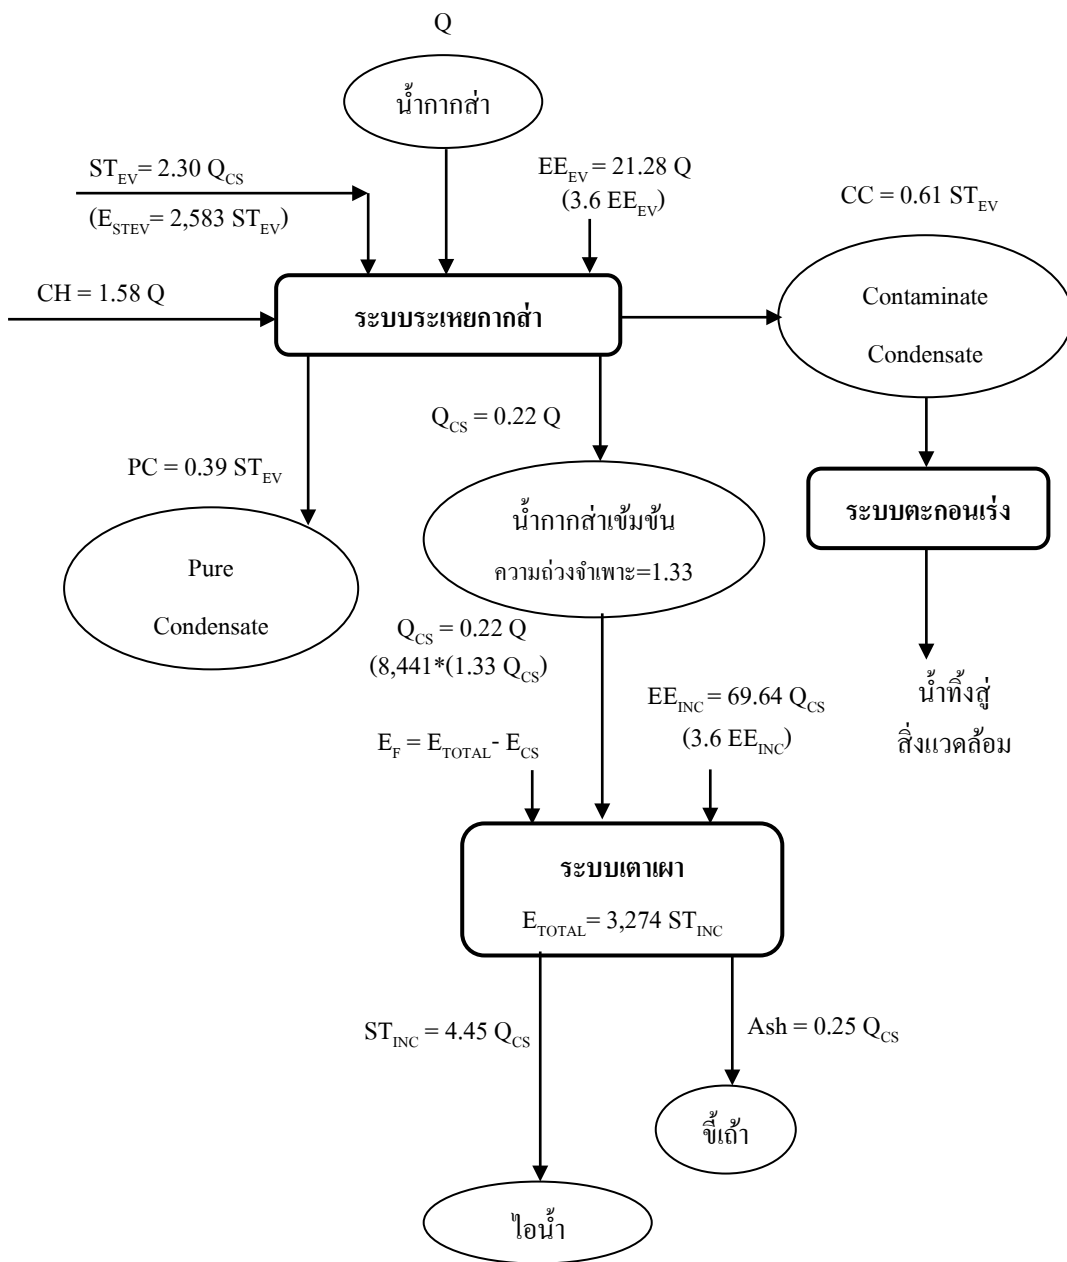 Q
น้ำกากส่า
ST_EV = 2.30 Q_CS
(E_STEV = 2,583 ST_EV)
EE_EV = 21.28 Q
(3.6 EE_EV)
CC = 0.61 ST_EV
CH = 1.58 Q
ระบบระเหยกากส่า
Contaminate
Condensate
Q_CS = 0.22 Q
PC = 0.39 ST_EV
น้ำกากส่าเข้มข้น
ความถ่วงจำเพาะ=1.33
ระบบตะกอนเร่ง
Pure
Condensate
Q_CS = 0.22 Q
(8,441*(1.33 Q_CS)
น้ำทิ้งสู่
สิ่งแวดล้อม
EE_INC = 69.64 Q_CS
(3.6 EE_INC)
E_F = E_TOTAL - E_CS
ระบบเตาเผา
E_TOTAL = 3,274 ST_INC
ST_INC = 4.45 Q_CS
Ash = 0.25 Q_CS
ขี้เถ้า
ไอน้ำ